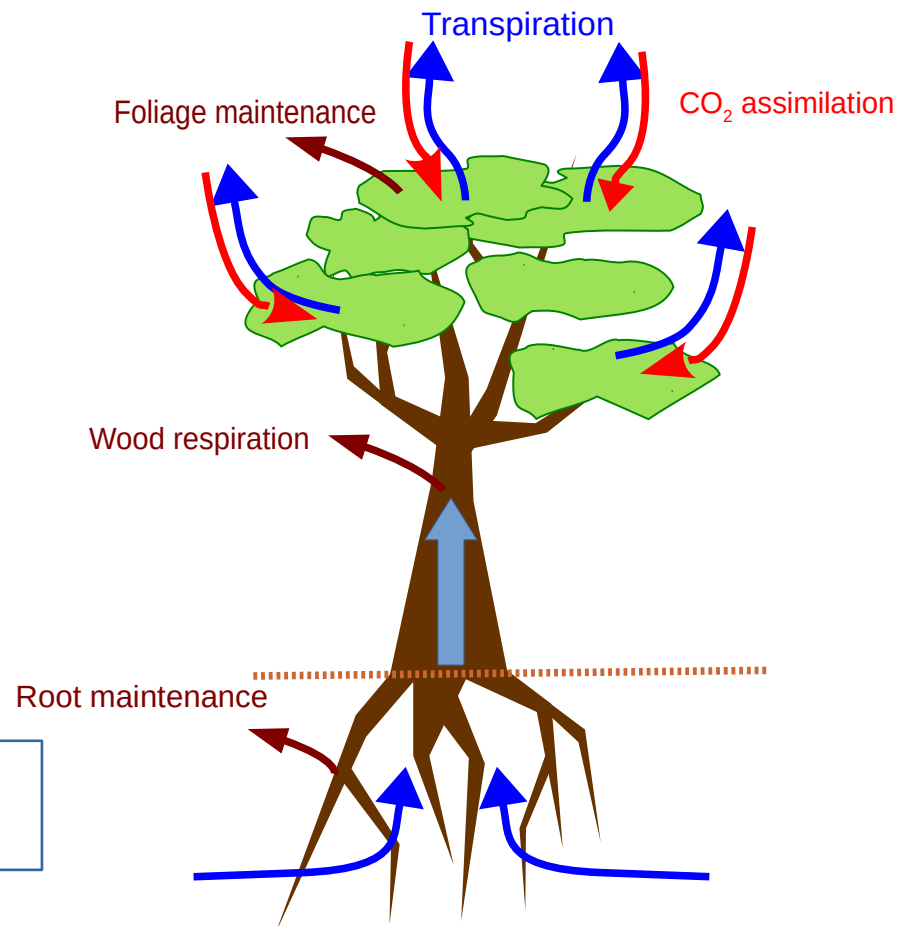 Transpiration
CO₂ assimilation
Foliage maintenance
Wood respiration
Root maintenance